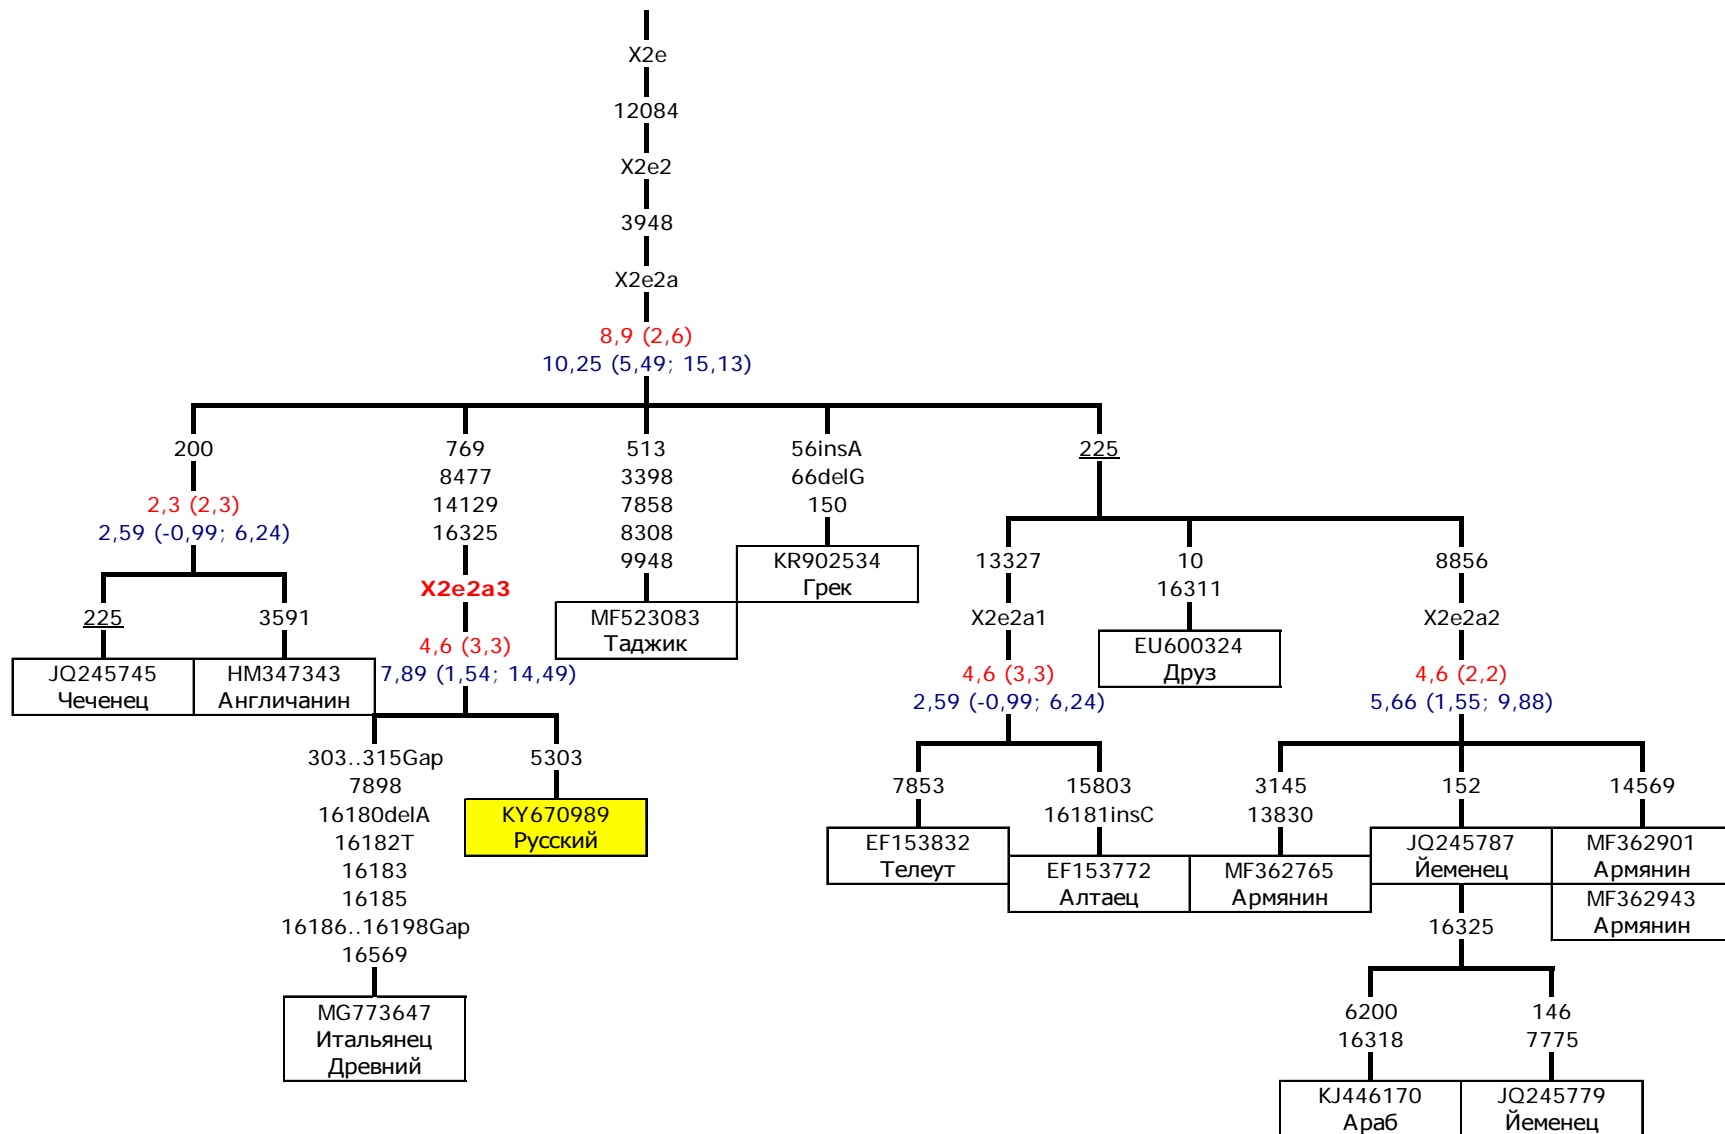 X2e
12084
X2e2
3948
X2e2a
8,9 (2,6)
10,25 (5,49; 15,13)
200
2,3 (2,3)
2,59 (-0,99; 6,24)
225
JQ245745
Чеченец
3591
HM347343
Англичанин
769
8477
14129
16325
X2e2a3
4,6 (3,3)
7,89 (1,54; 14,49)
303..315Gap
7898
16180delA
16182T
16183
16185
16186..16198Gap
16569
MG773647
Итальянец
Древний
5303
KY670989
Русский
513
3398
7858
8308
9948
MF523083
Таджик
56insA
66delG
150
KR902534
Грек
225
13327
X2e2a1
4,6 (3,3)
2,59 (-0,99; 6,24)
7853
EF153832
Телеут
15803
16181insC
EF153772
Алтаец
10
16311
EU600324
Друз
8856
X2e2a2
4,6 (2,2)
5,66 (1,55; 9,88)
3145
13830
MF362765
Армянин
152
JQ245787
Йеменец
16325
6200
16318
KJ446170
Араб
146
7775
JQ245779
Йеменец
14569
MF362901
Армянин
MF362943
Армянин